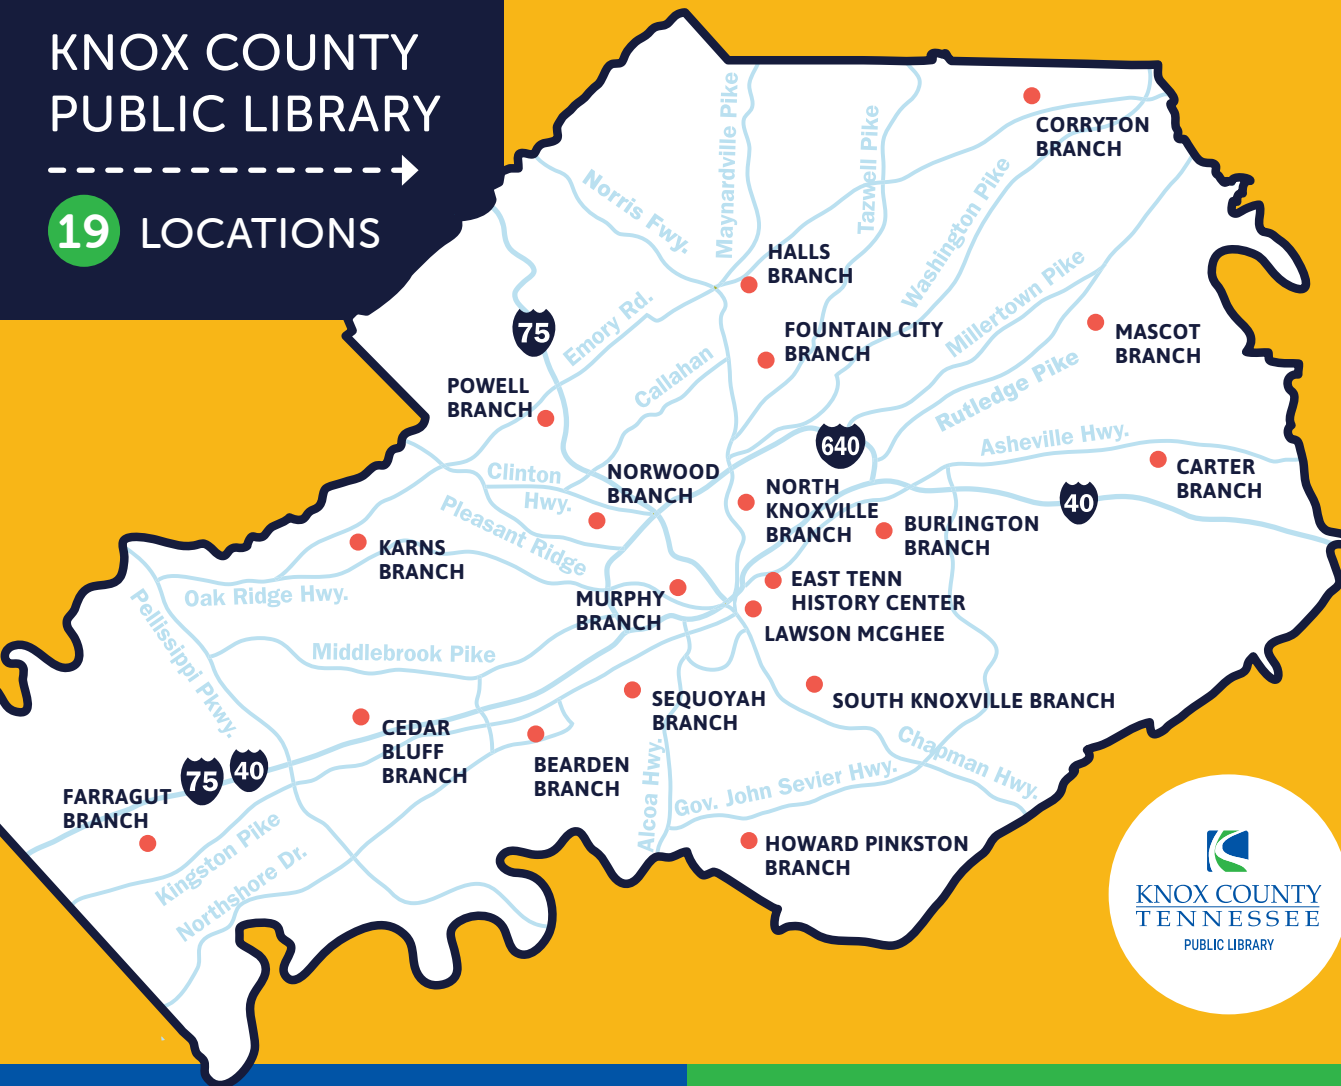 KNOX COUNTY
PUBLIC LIBRARY
19 LOCATIONS
CORRYTON
BRANCH
Maynardville Pike
Tazwell Pike
Washington Pike
Norris Fwy.
HALLS
BRANCH
Millertown Pike
75
Emory Rd.
FOUNTAIN CITY
BRANCH
MASCOT
BRANCH
Callahan
Rutledge Pike
POWELL
BRANCH
640
Asheville Hwy.
Clinton
Hwy.
NORWOOD
BRANCH
NORTH
KNOXVILLE
BRANCH
CARTER
BRANCH
40
Pleasant Ridge
BURLINGTON
BRANCH
KARNS
BRANCH
Oak Ridge Hwy.
EAST TENN
HISTORY CENTER
MURPHY
BRANCH
LAWSON MCGHEE
Pellissippi Pkwy.
Middlebrook Pike
SEQUOYAH
BRANCH
SOUTH KNOXVILLE BRANCH
CEDAR
BLUFF
BRANCH
BEARDEN
BRANCH
Chapman Hwy.
75
40
Alcoa Hwy.
Gov. John Sevier Hwy.
FARRAGUT
BRANCH
Kingston Pike
Northshore Dr.
HOWARD PINKSTON
BRANCH
KNOX COUNTY
TENNESSEE
PUBLIC LIBRARY